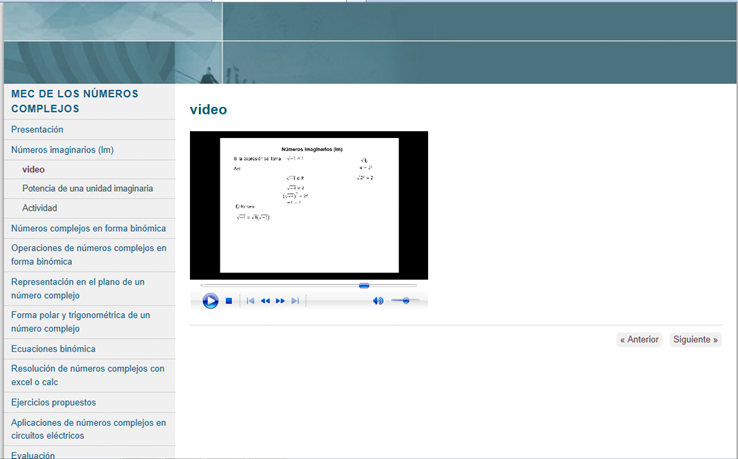 MEC DE LOS NÚMEROS
COMPLEJOS
Presentación
Números imaginarios (Im)
video
Potencia de una unidad imaginaria
Actividad
Números complejos en forma binómica
Operaciones de números complejos en
forma binómica
Representación en el plano de un
número complejo
Forma polar y trigonométrica de un
número complejo
Ecuaciones binómica
Resolución de números complejos con
excel o calc
Ejercicios propuestos
Aplicaciones de números complejos en
circuitos eléctricos
Evaluación
video
Números imaginarios (Im)
la expresión
Entonces
« Anterior
Siguiente »